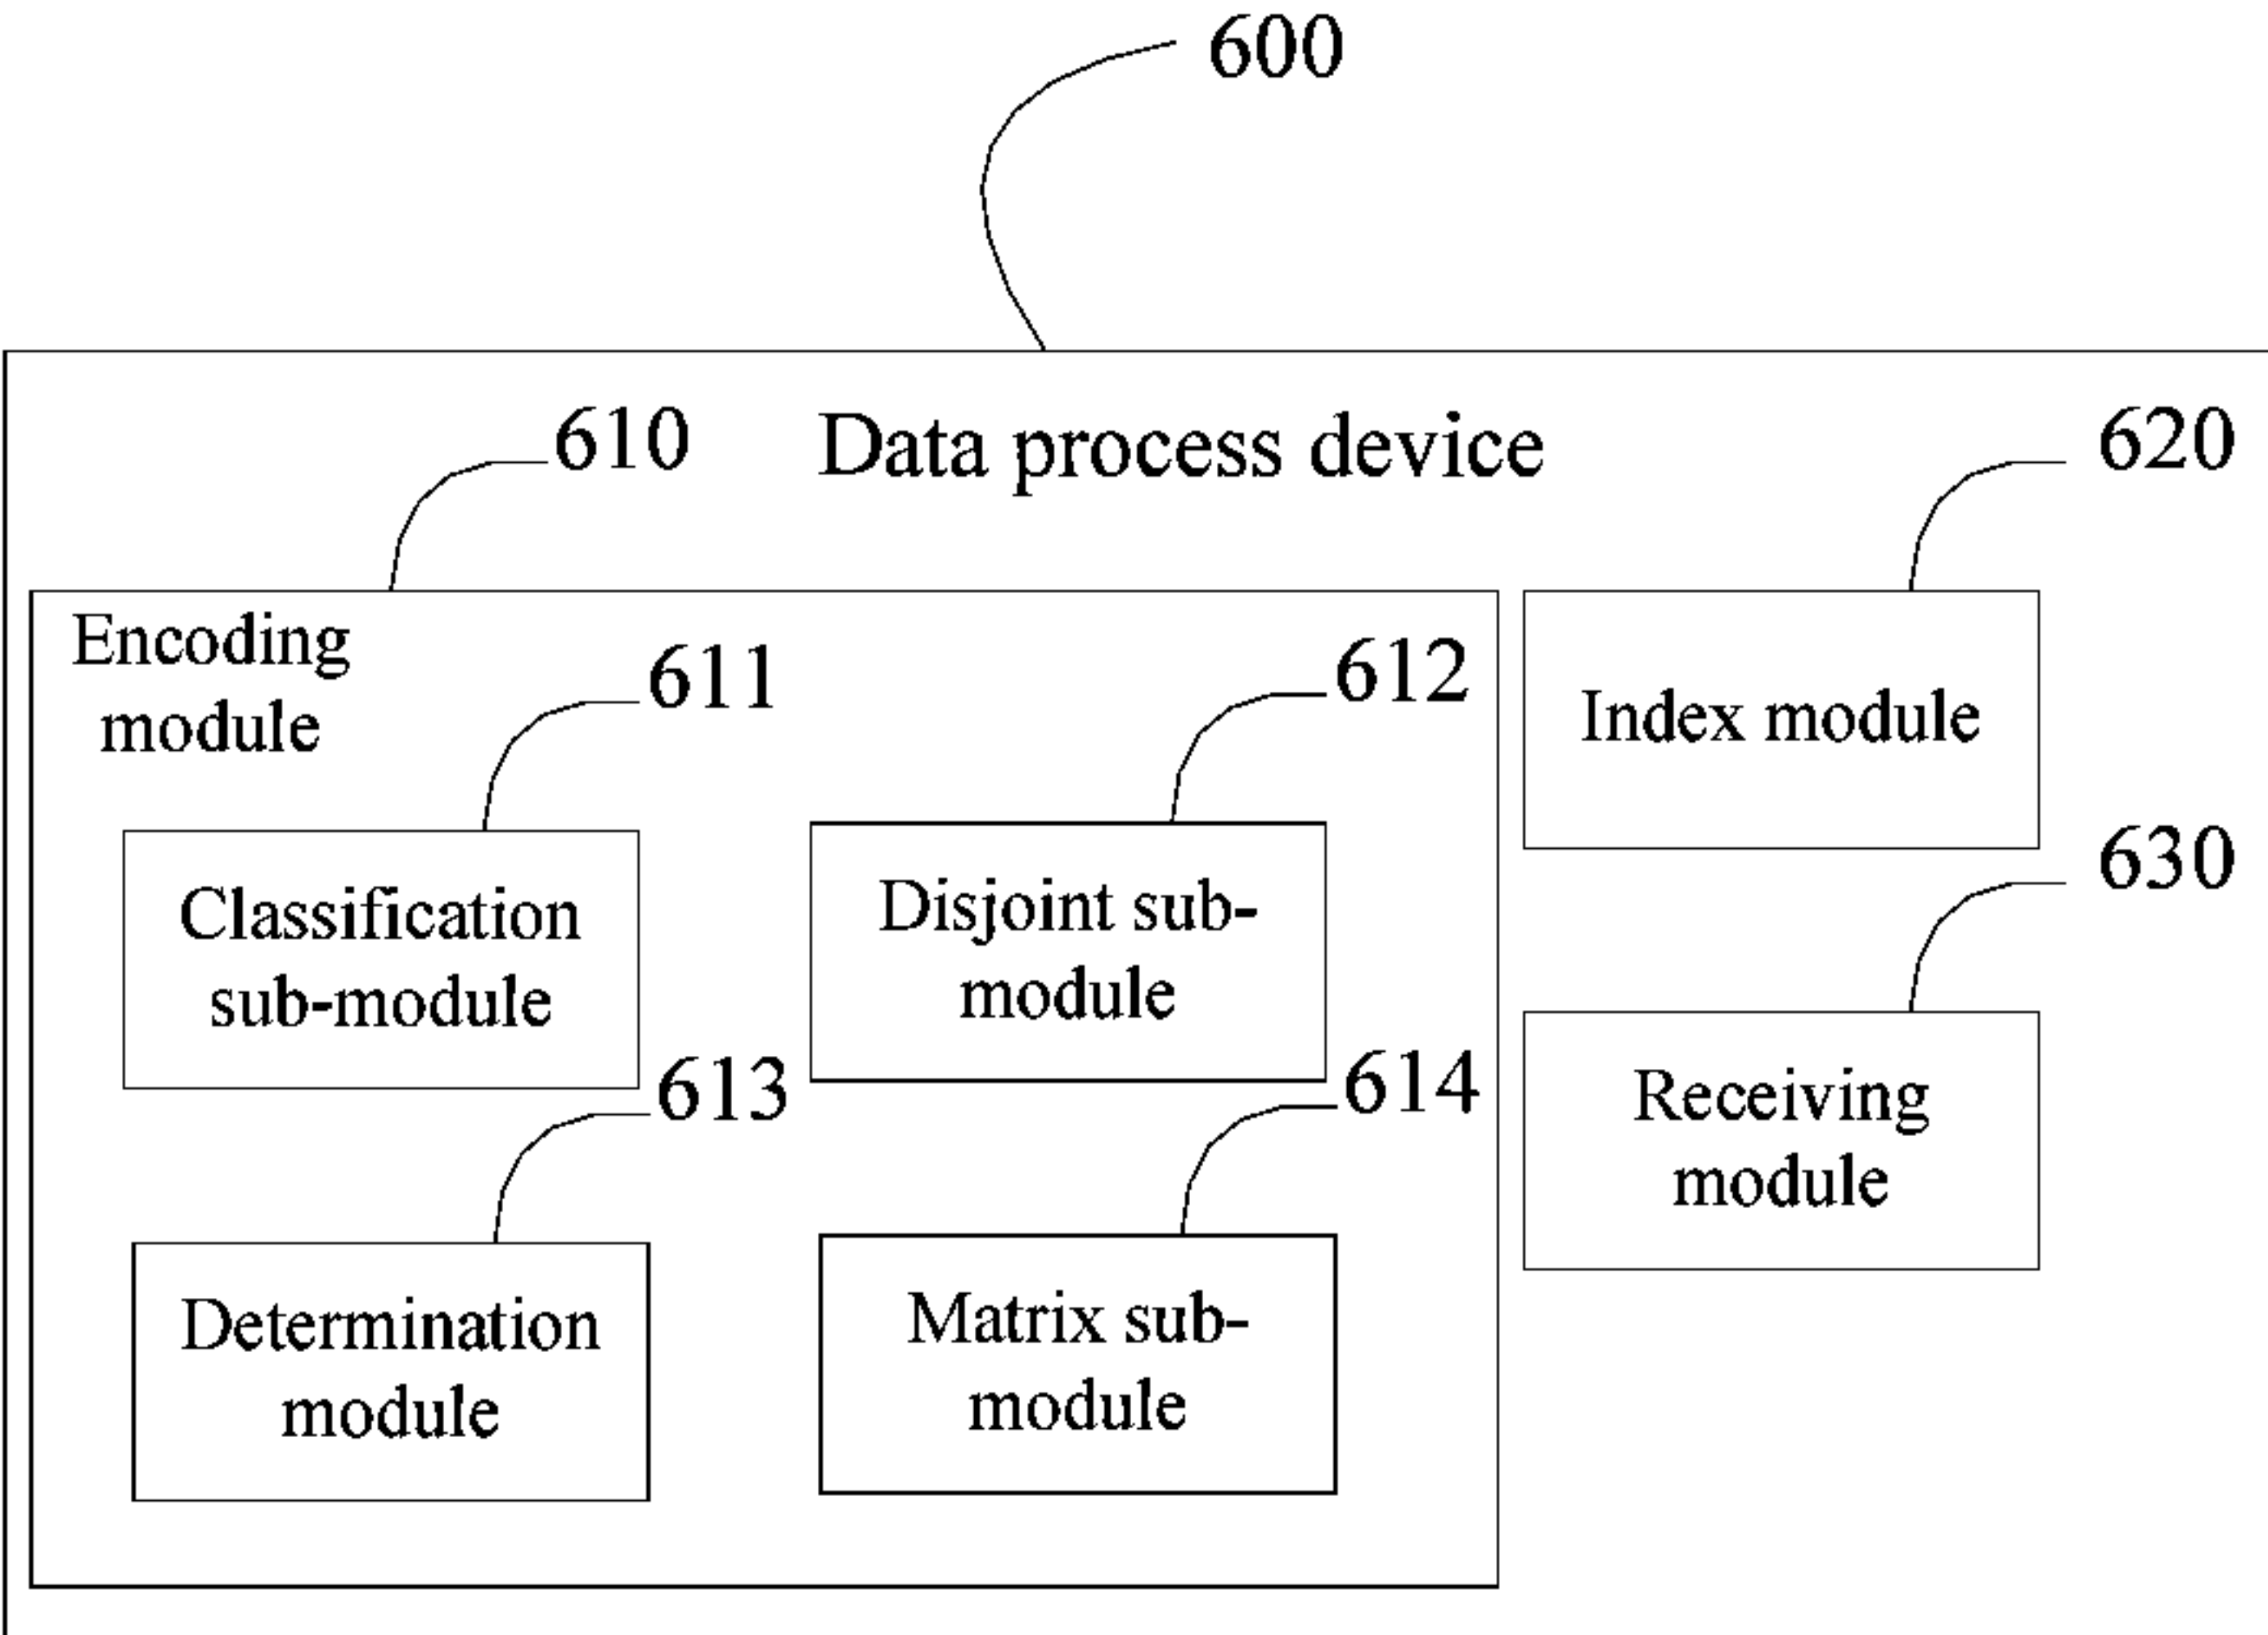 600
Data process device
610
620
Encoding
module
611
612
Index module
Classification
sub-module
Disjoint sub-
module
630
613
614
Receiving
module
Determination
module
Matrix sub-
module